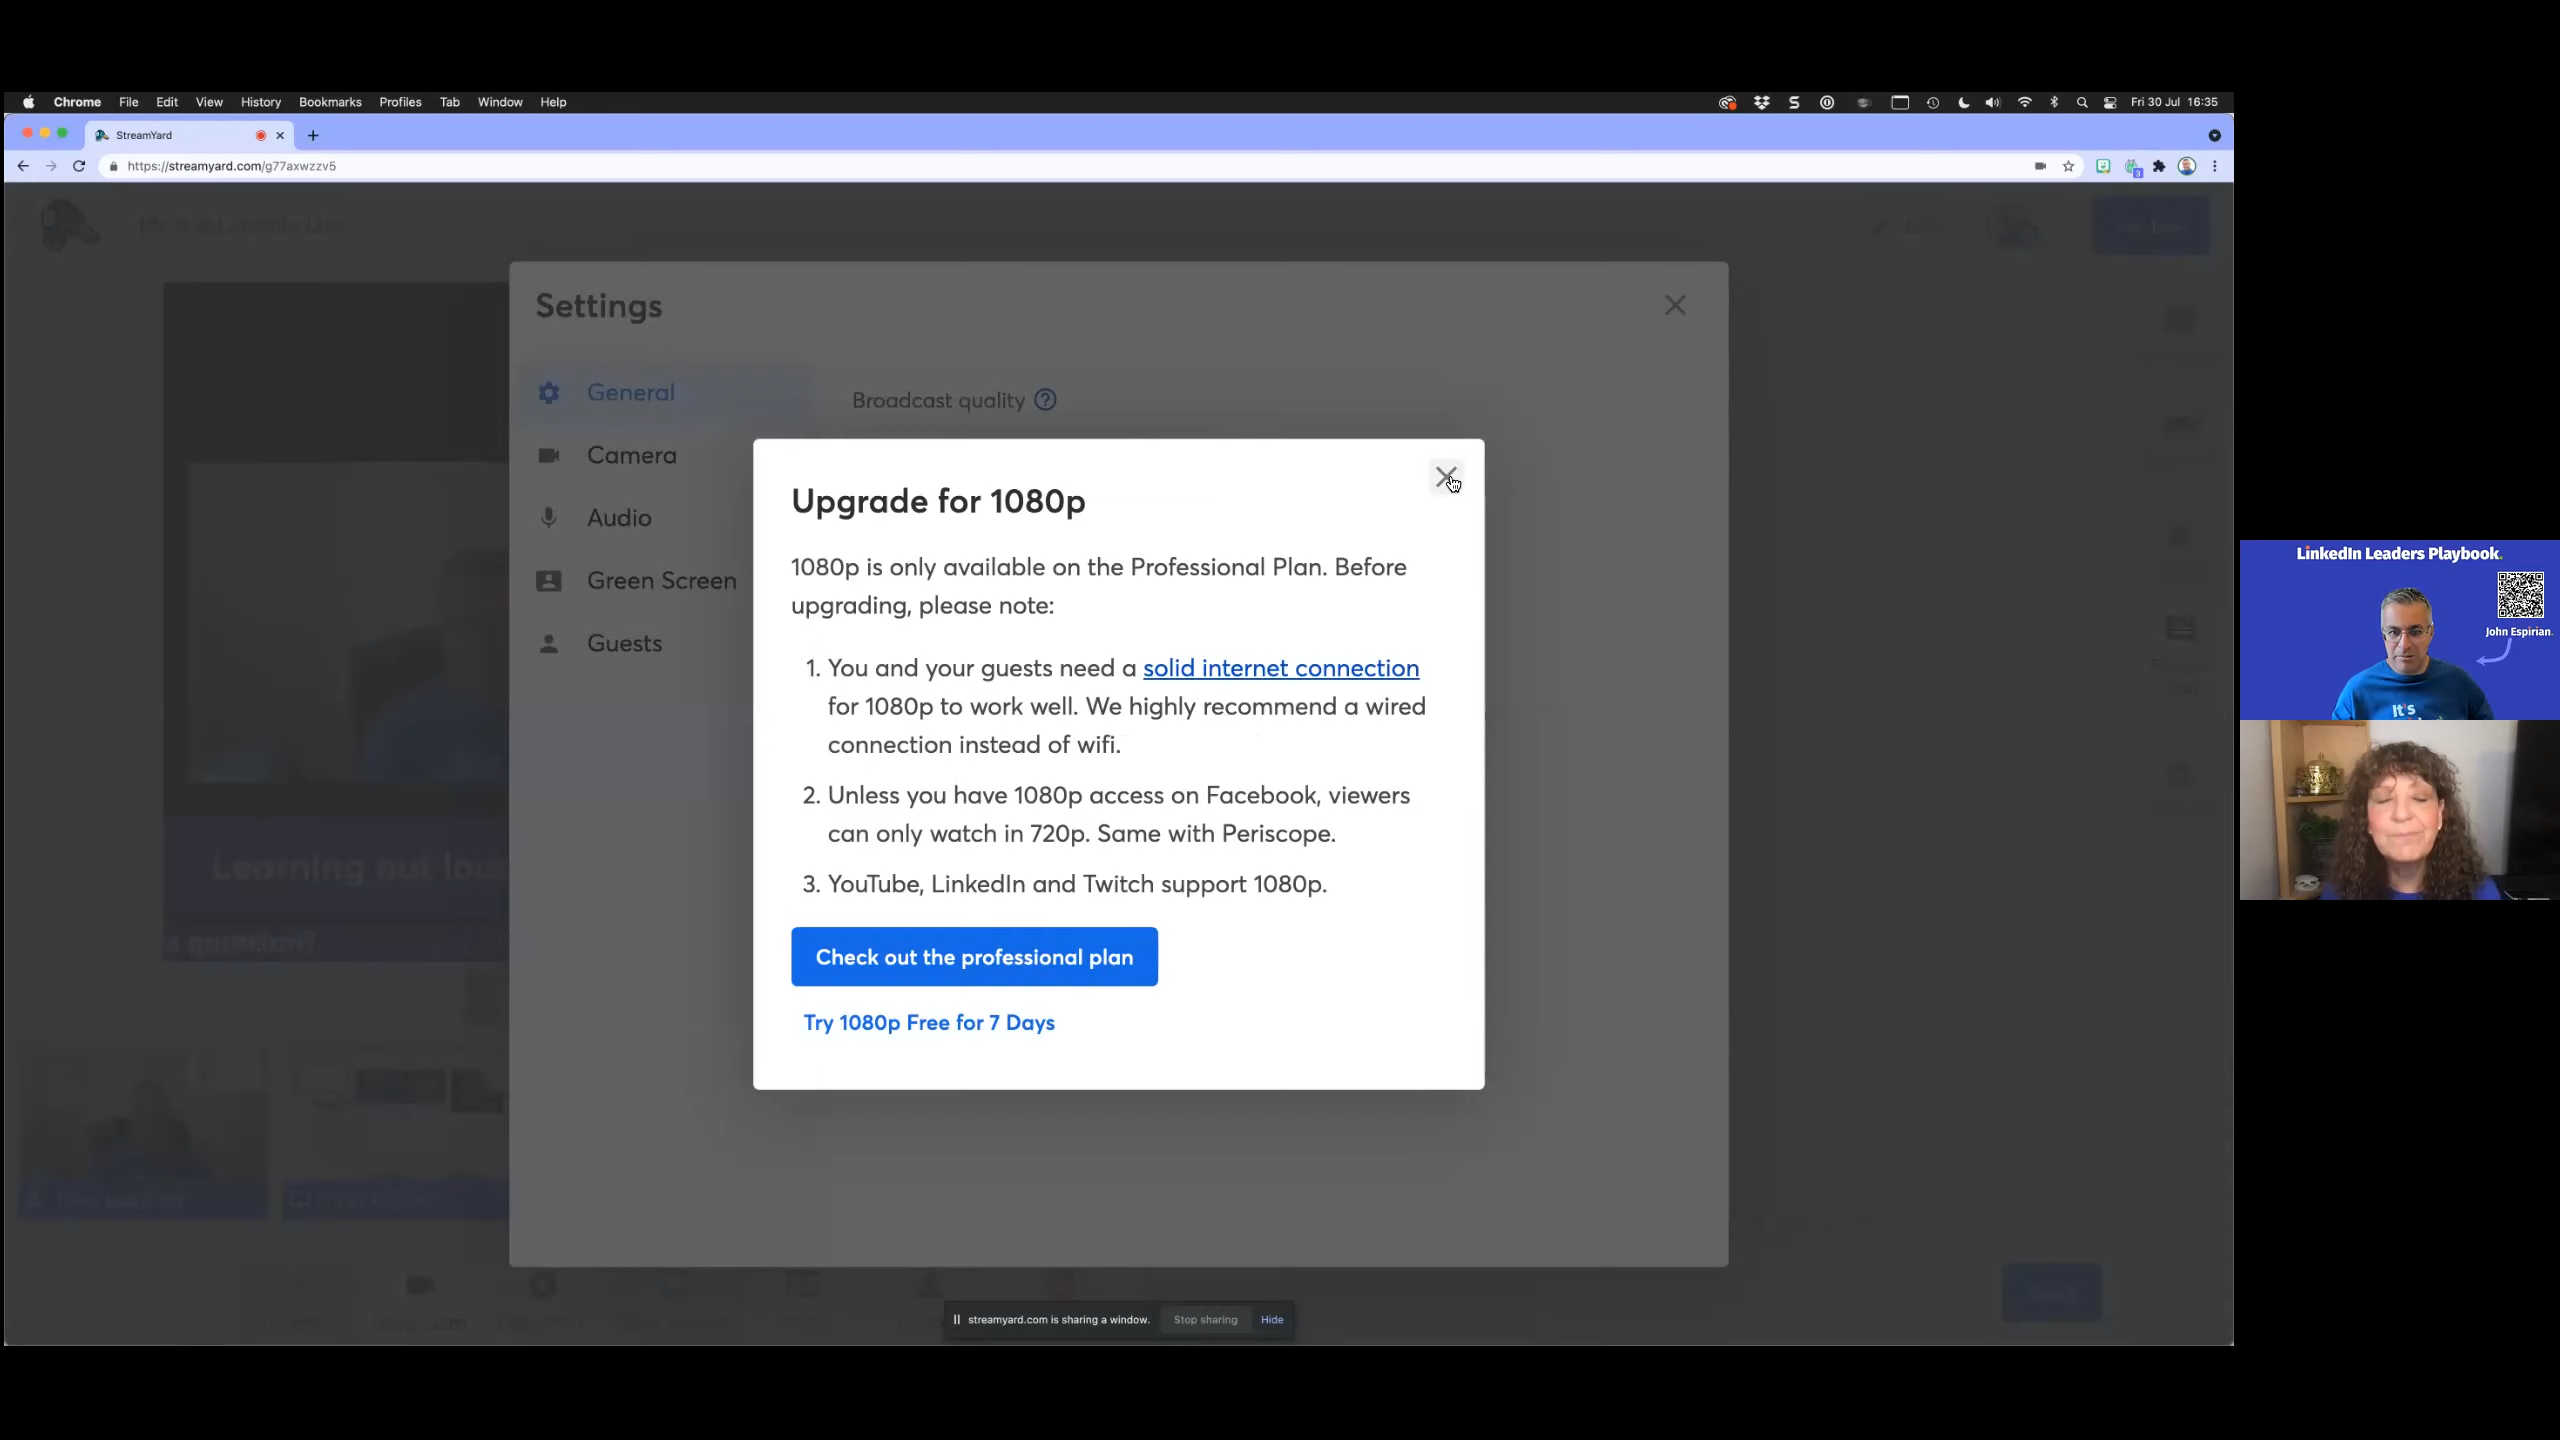 Chrome File Edit View History Bookmarks Profiles Tab Window Help
Fri 30 Jul 16:35
StreamYard
https://streamyard.com/g77axwzzv5
Settings
General
Camera
Audio
Green Screen
Guests
Broadcast quality
Upgrade for 1080p
1080p is only available on the Professional Plan. Before
upgrading, please note:
1. You and your guests need a solid internet connection
for 1080p to work well. We highly recommend a wired
connection instead of wifi.
2. Unless you have 1080p access on Facebook, viewers
can only watch in 720p. Same with Periscope.
3. YouTube, LinkedIn and Twitch support 1080p.
Check out the professional plan
Try 1080p Free for 7 Days
Learning out lou
question?
streamyard.com is sharing a window. Stop sharing Hide
LinkedIn Leaders Playbook.
John Espirian.
It's